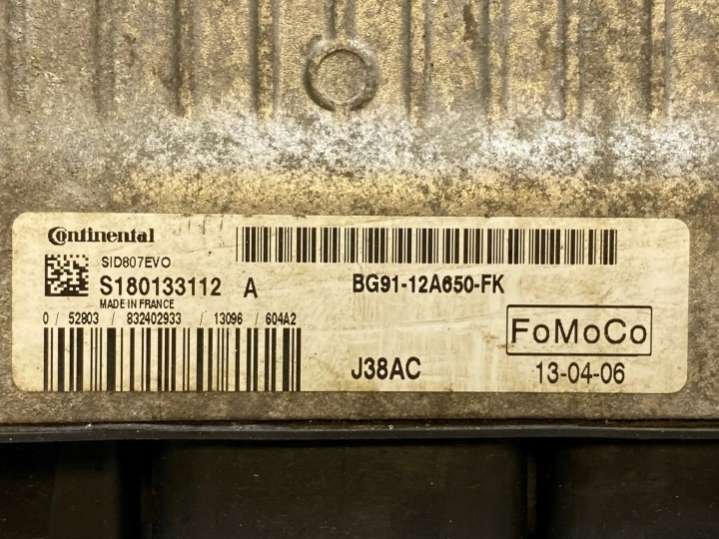 Continental
SID807EVO
S180133112 A
MADE IN FRANCE
0 / 52803 / 832402933 / 13096 / 604A2
BG91-12A650-FK
FoMoCo
J38AC
13-04-06